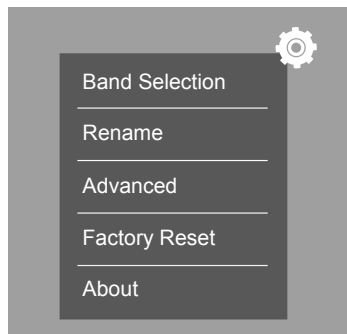 Band Selection
Rename
Advanced
Factory Reset
About